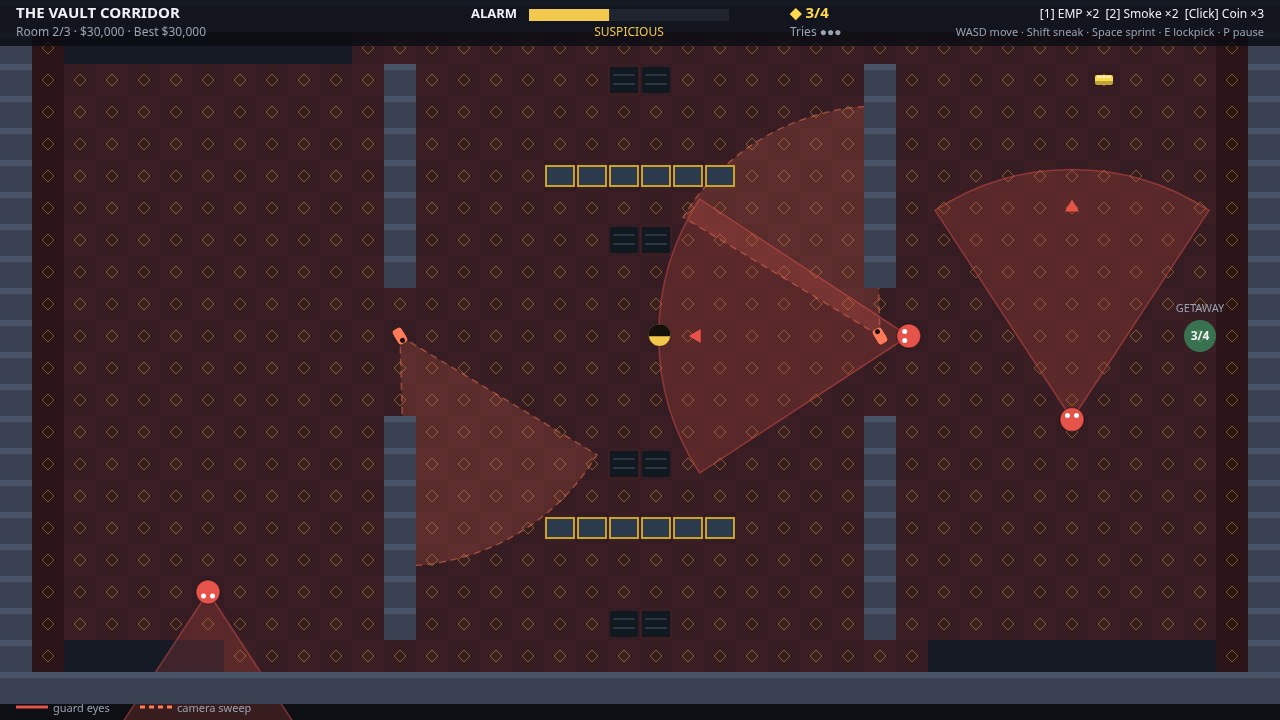 THE VAULT CORRIDOR
Room 2/3 · $30,000 · Best $30,000
ALARM
SUSPICIOUS
◆ 3/4
Tries ●●●
[1] EMP ×2 [2] Smoke ×2 [Click] Coin ×3
WASD move · Shift sneak · Space sprint · E lockpick · P pause
GETAWAY
3/4
guard eyes
camera sweep